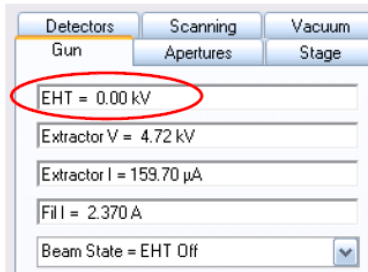 Detectors Scanning Vacuum
Gun Apertures Stage
EHT = 0.00 kV
Extractor V = 4.72 kV
Extractor I = 159.70 µA
Fil I = 2.370 A
Beam State = EHT Off